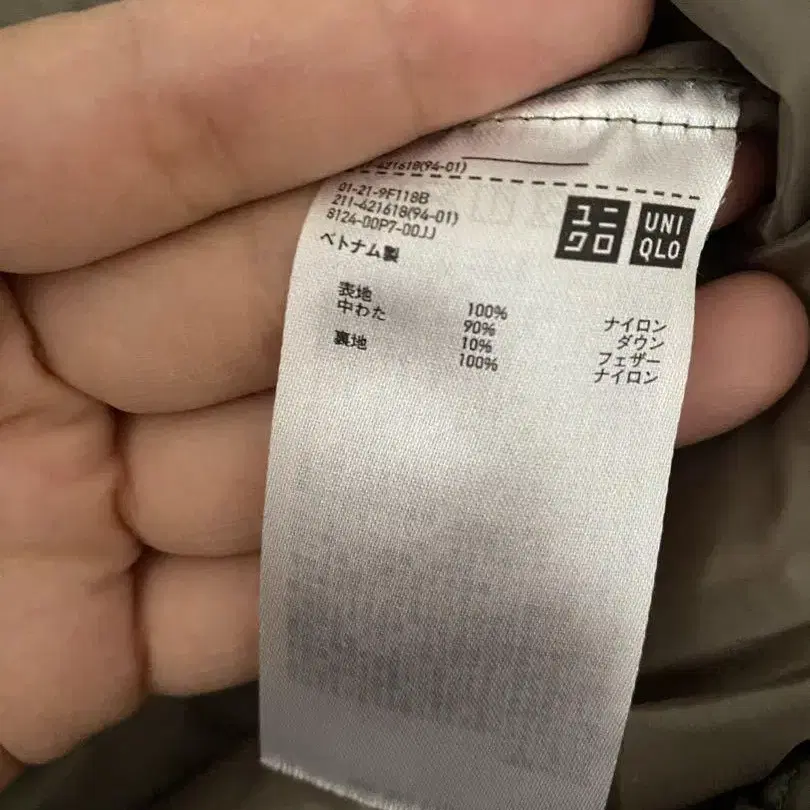 421618(94-01)
01-21-9F118B
211-421618(94-01)
8124-00P7-00JJ
ベトナム製
ユニ
クロ
UNI
QLO
表地 100% ナイロン
中わた 90% ダウン
10% フェザー
裏地 100% ナイロン